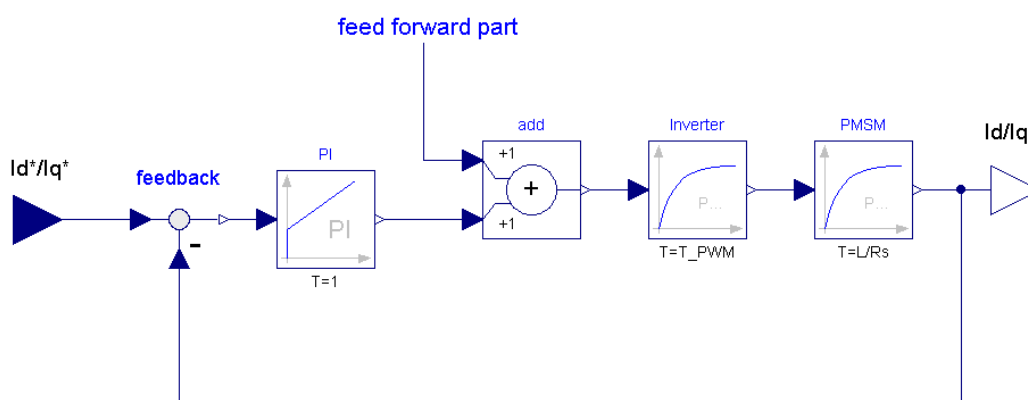 feed forward part
add
Inverter
PMSM
Id/Iq
Id*/Iq*
feedback
PI
+1
+
+1
P...
P...
PI
-
T=1
T=T_PWM
T=L/Rs